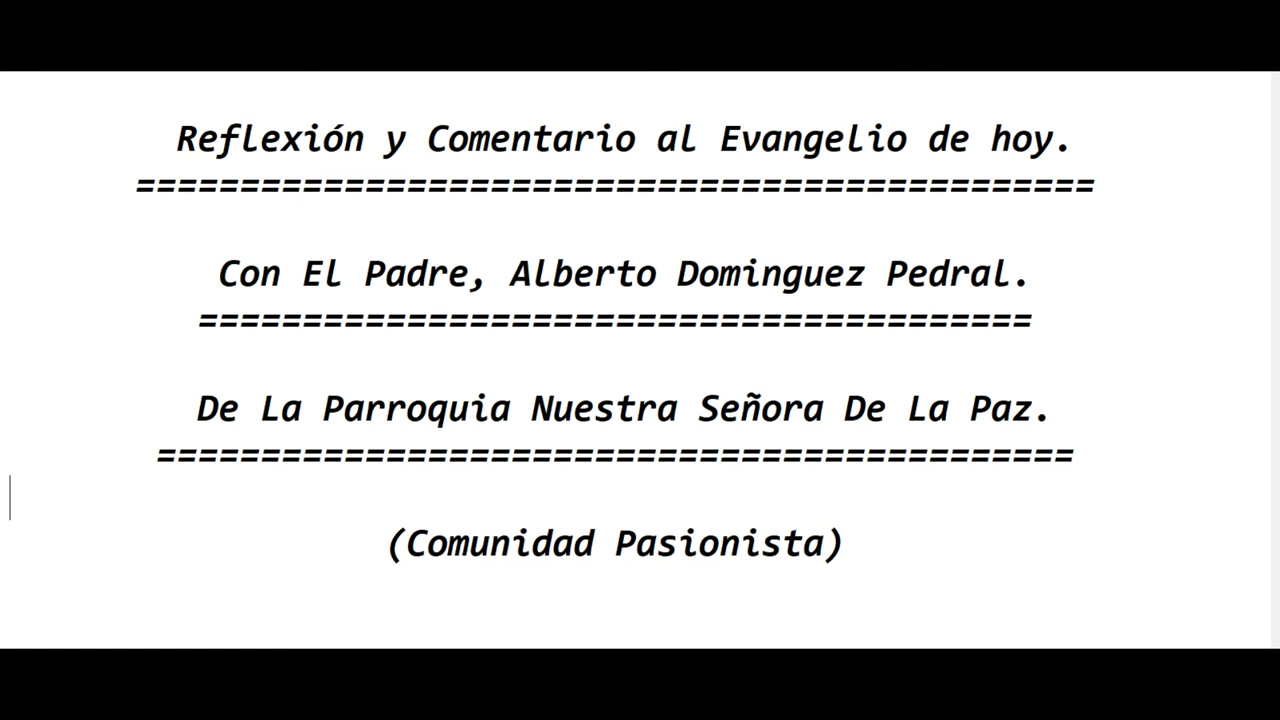 Reflexión y Comentario al Evangelio de hoy.
==============================================
Con El Padre, Alberto Dominguez Pedral.
========================================
De La Parroquia Nuestra Señora De La Paz.
============================================
(Comunidad Pasionista)